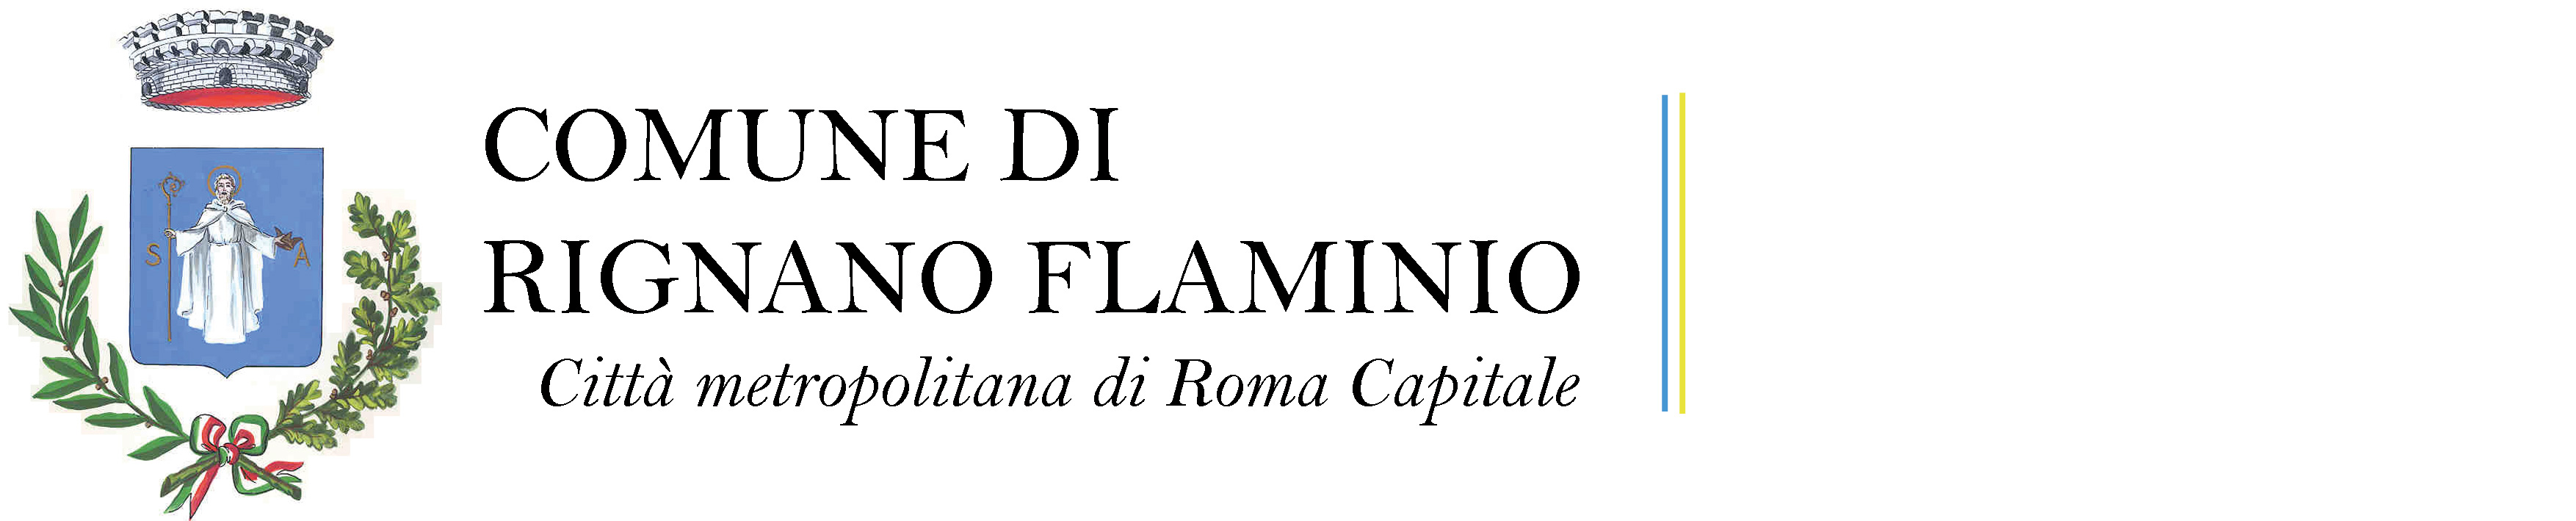 S A
COMUNE DI
RIGNANO FLAMINIO
Città metropolitana di Roma Capitale